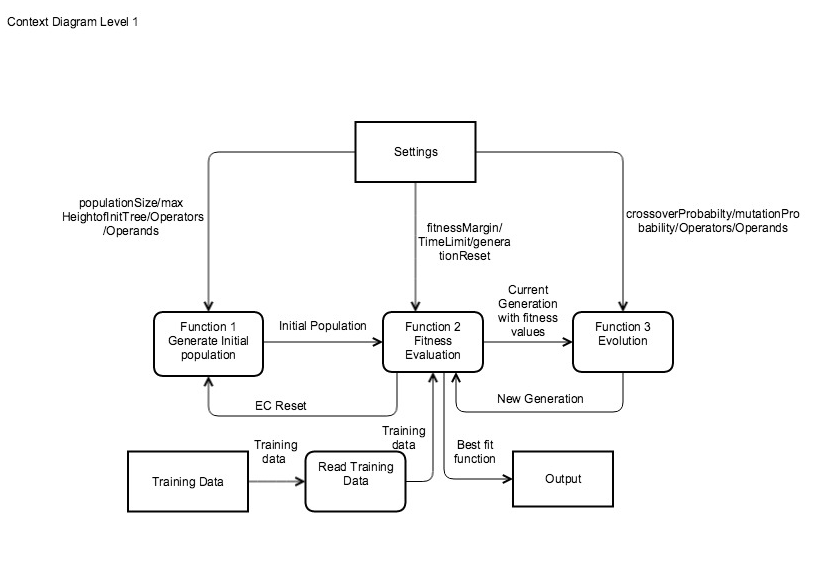 Context Diagram Level 1
Settings
populationSize/max
HeightofInitTree/Operators
/Operands
fitnessMargin/
TimeLimit/genera
tionReset
crossoverProbabilty/mutationPro
bability/Operators/Operands
Current
Generation
with fitness
values
Function 1
Generate Initial
population
Initial Population
Function 2
Fitness
Evaluation
Function 3
Evolution
EC Reset
New Generation
Training
data
Training
data
Best fit
function
Training Data
Read Training
Data
Output